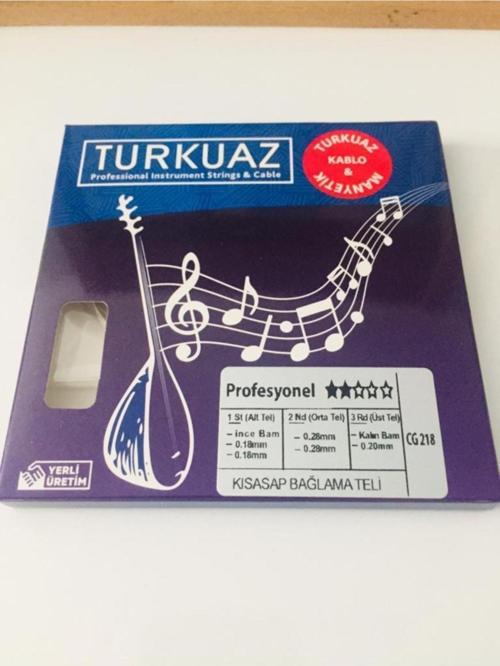 TURKUAZ
Professional Instrument Strings & Cable
TURKUAZ
KABLO
&
MANYETİK
Profesyonel
1 St (Alt Tel) 2 Nd (Orta Tel) 3 Rd (Üst Tel)
– ince Bam – 0.28mm – Kalın Bam
– 0.18mm – 0.28mm – 0.20mm
– 0.18mm
CG 218
KISASAP BAĞLAMA TELİ
YERLİ
ÜRETİM